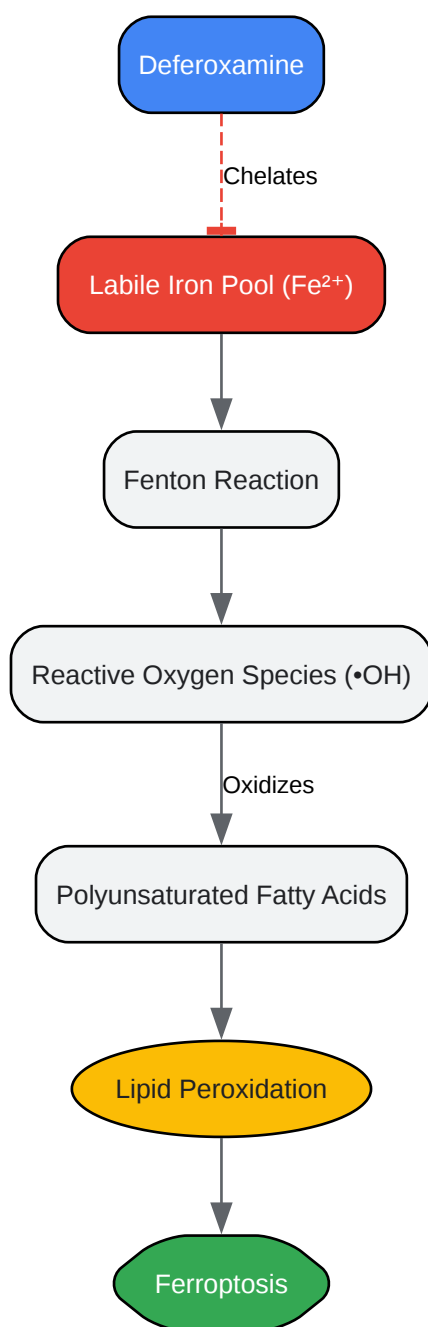 Deferoxamine
Chelates
Labile Iron Pool (Fe²⁺)
Fenton Reaction
Reactive Oxygen Species (•OH)
Oxidizes
Polyunsaturated Fatty Acids
Lipid Peroxidation
Ferroptosis